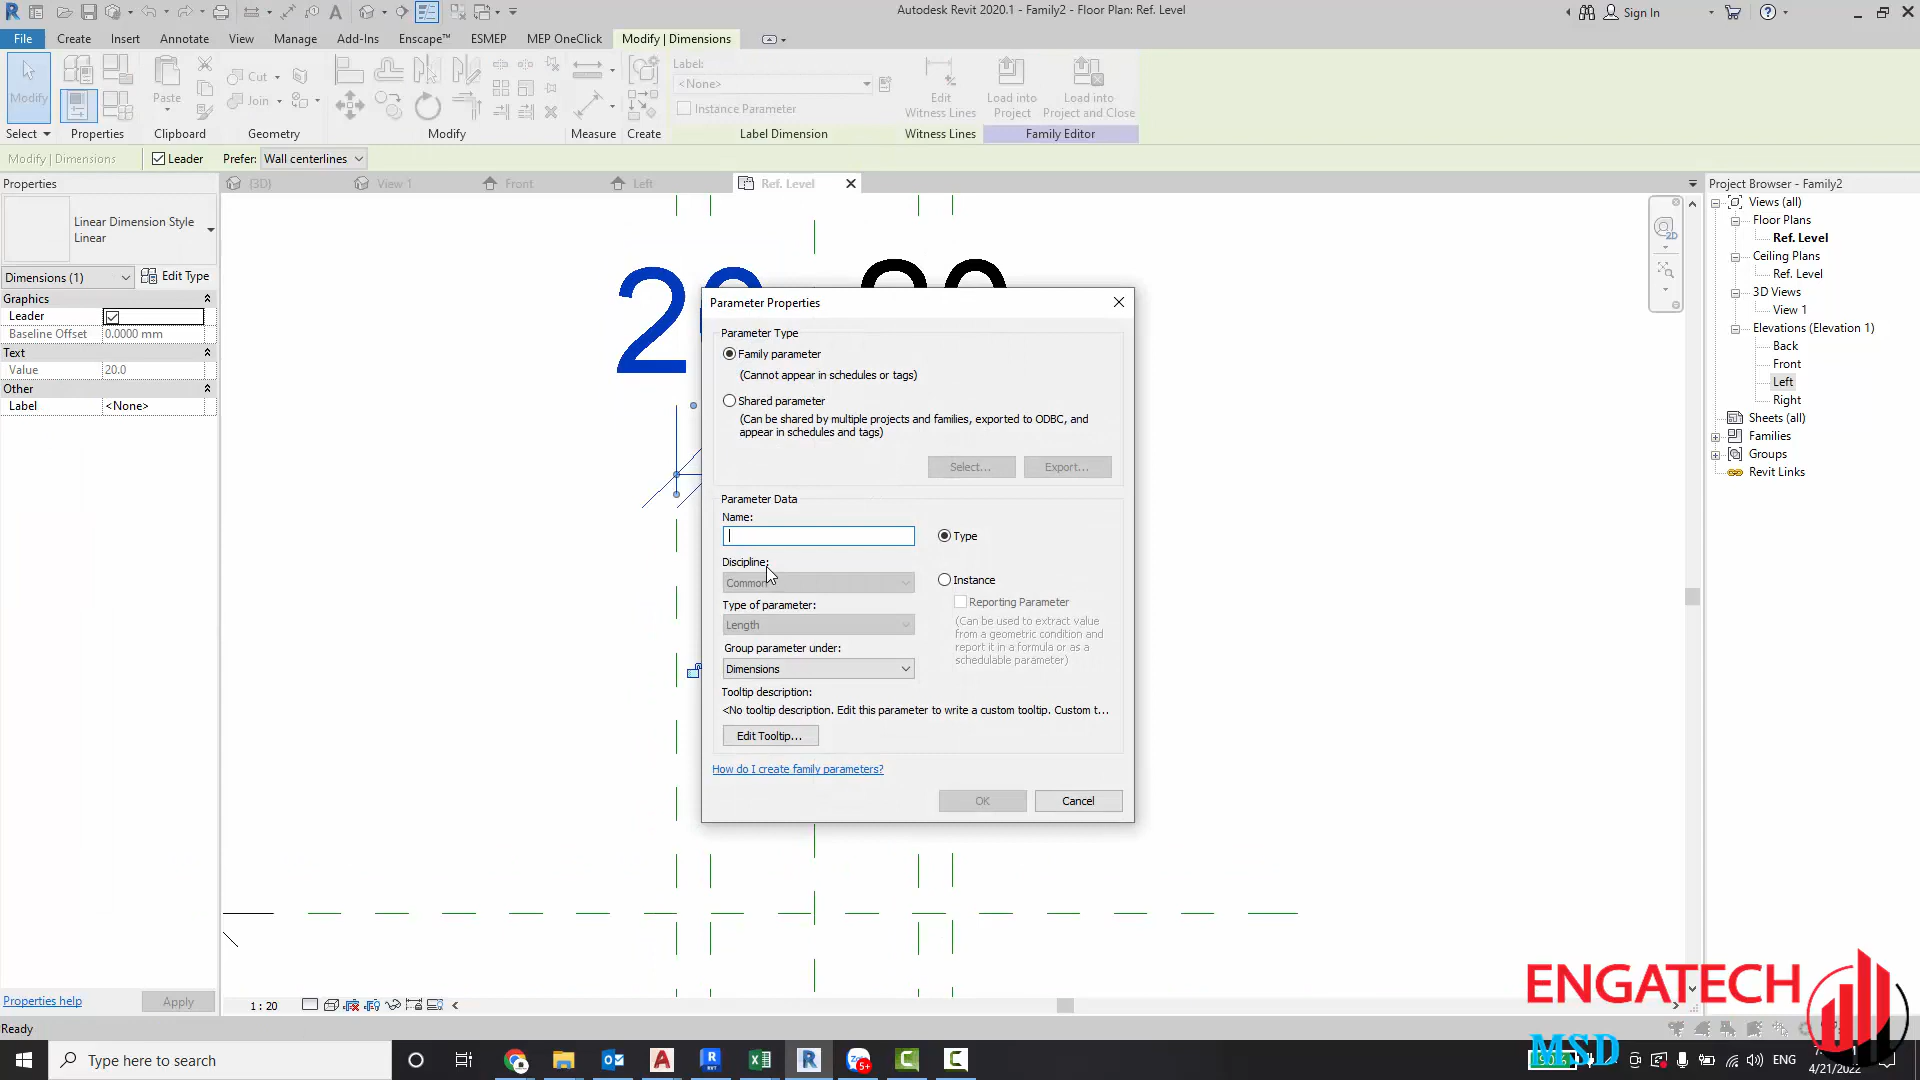 Autodesk Revit 2020.1 - Family2 - Floor Plan: Ref. Level
Sign In
File Create Insert Annotate View Manage Add-Ins Enscape™ ESMEP MEP OneClick Modify | Dimensions
Modify
Paste
Cut
Join
Label:
<None>
Instance Parameter
Edit
Witness Lines
Load into
Project
Load into
Project and Close
Select Properties Clipboard Geometry Modify Measure Create Label Dimension Witness Lines Family Editor
Modify | Dimensions Leader Prefer: Wall centerlines
Properties
{3D} View 1 Front Left Ref. Level
Project Browser - Family2
Linear Dimension Style
Linear
Dimensions (1) Edit Type
Graphics
Leader
Baseline Offset 0.0000 mm
Text
Value 20.0
Other
Label <None>
Parameter Properties
Parameter Type
Family parameter
(Cannot appear in schedules or tags)
Shared parameter
(Can be shared by multiple projects and families, exported to ODBC, and
appear in schedules and tags)
Select... Export...
Parameter Data
Name:
Type
Discipline:
Common
Instance
Type of parameter:
Length
Reporting Parameter
(Can be used to extract value
from a geometric condition and
report it in a formula or as a
schedulable parameter)
Group parameter under:
Dimensions
Tooltip description:
<No tooltip description. Edit this parameter to write a custom tooltip. Custom t...
Edit Tooltip...
How do I create family parameters?
OK Cancel
2D
Views (all)
Floor Plans
Ref. Level
Ceiling Plans
Ref. Level
3D Views
View 1
Elevations (Elevation 1)
Back
Front
Left
Right
Sheets (all)
Families
Groups
Revit Links
Properties help Apply
1 : 20
Ready
ENGATECH
MSD
Type here to search
ENG
4/21/2022